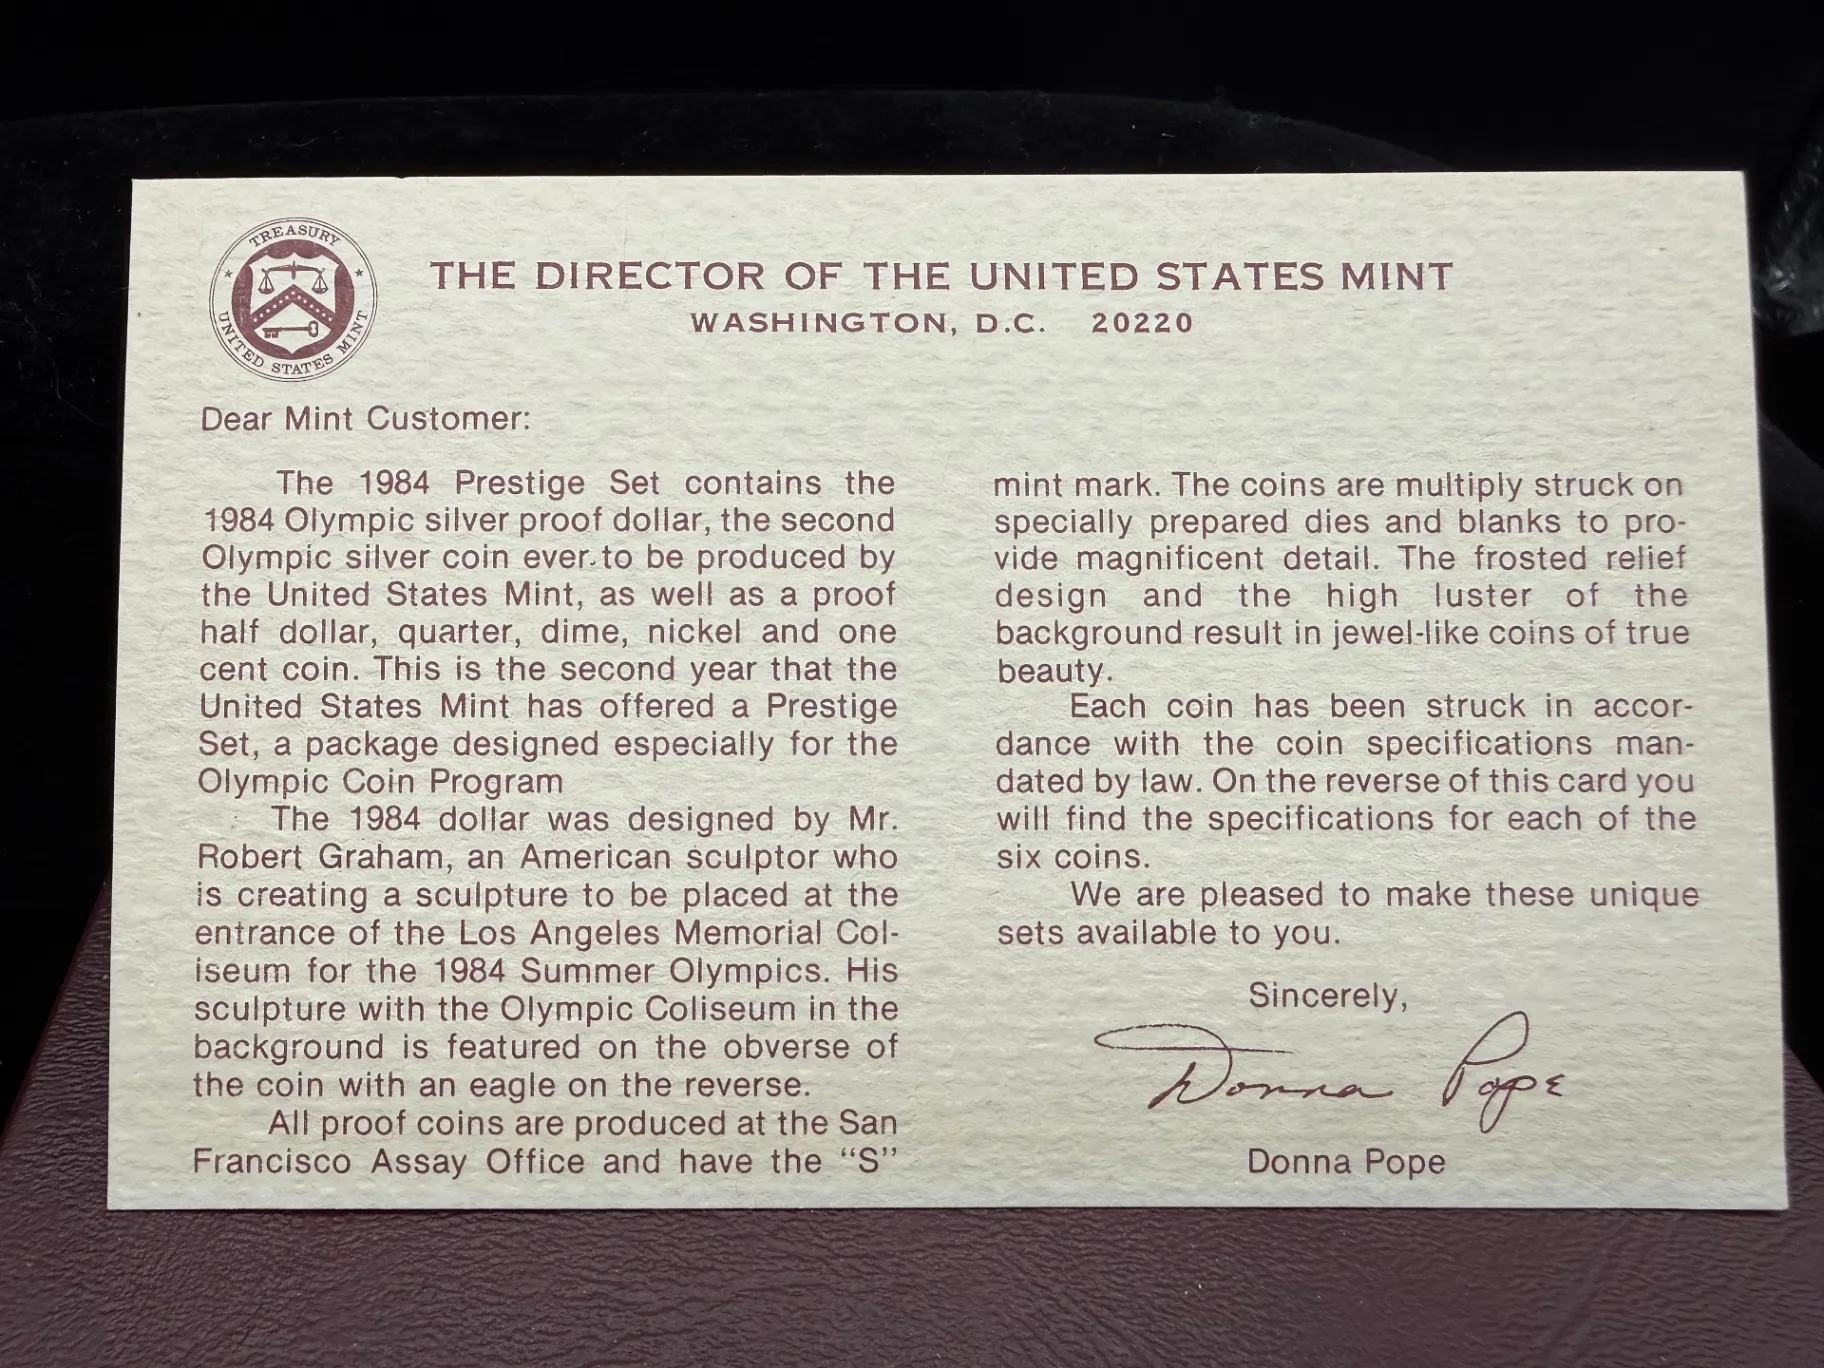 TREASURY
UNITED STATES MINT
THE DIRECTOR OF THE UNITED STATES MINT
WASHINGTON, D.C. 20220
Dear Mint Customer:
The 1984 Prestige Set contains the
1984 Olympic silver proof dollar, the second
Olympic silver coin ever to be produced by
the United States Mint, as well as a proof
half dollar, quarter, dime, nickel and one
cent coin. This is the second year that the
United States Mint has offered a Prestige
Set, a package designed especially for the
Olympic Coin Program
The 1984 dollar was designed by Mr.
Robert Graham, an American sculptor who
is creating a sculpture to be placed at the
entrance of the Los Angeles Memorial Col-
iseum for the 1984 Summer Olympics. His
sculpture with the Olympic Coliseum in the
background is featured on the obverse of
the coin with an eagle on the reverse.
All proof coins are produced at the San
Francisco Assay Office and have the “S”
mint mark. The coins are multiply struck on
specially prepared dies and blanks to pro-
vide magnificent detail. The frosted relief
design and the high luster of the
background result in jewel-like coins of true
beauty.
Each coin has been struck in accor-
dance with the coin specifications man-
dated by law. On the reverse of this card you
will find the specifications for each of the
six coins.
We are pleased to make these unique
sets available to you.
Sincerely,
Donna Pope
Donna Pope